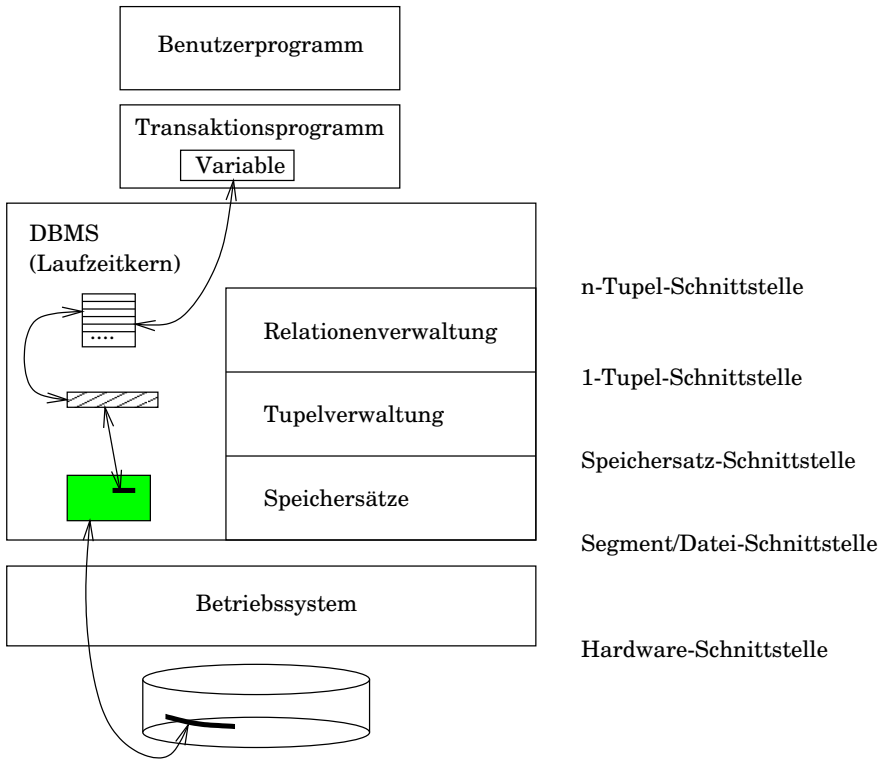 Benutzerprogramm
Transaktionsprogramm
Variable
DBMS
(Laufzeitkern)
n-Tupel-Schnittstelle
Relationenverwaltung
1-Tupel-Schnittstelle
Tupelverwaltung
Speichersatz-Schnittstelle
Speichersätze
Segment/Datei-Schnittstelle
Betriebssystem
Hardware-Schnittstelle